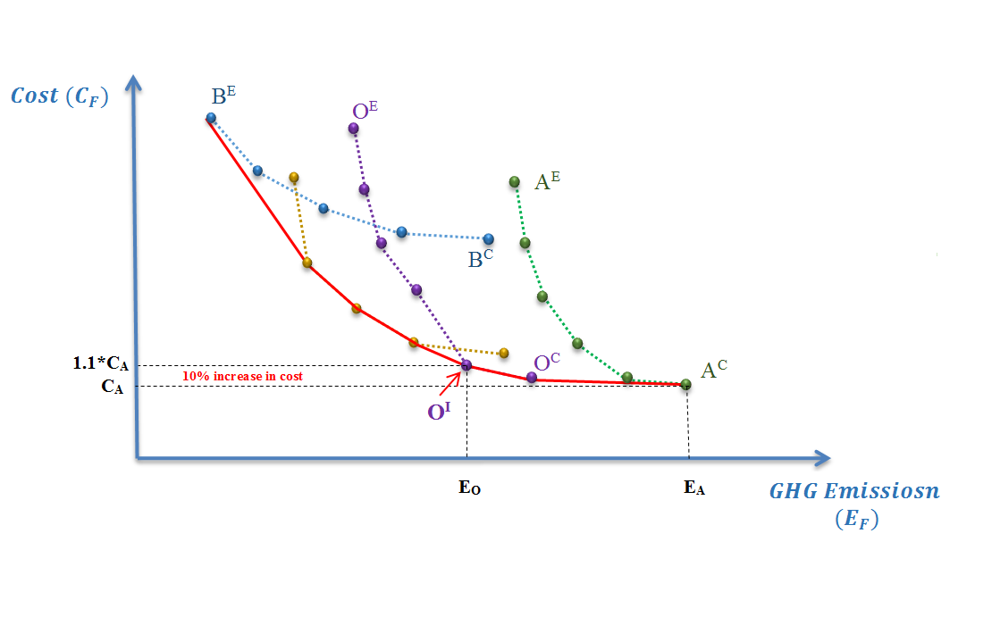 Cost (C_F)
B^E
O^E
A^E
B^C
1.1*C_A
10% increase in cost
O^C
A^C
C_A
O^I
E_O
E_A
GHG Emissiosn
(E_F)